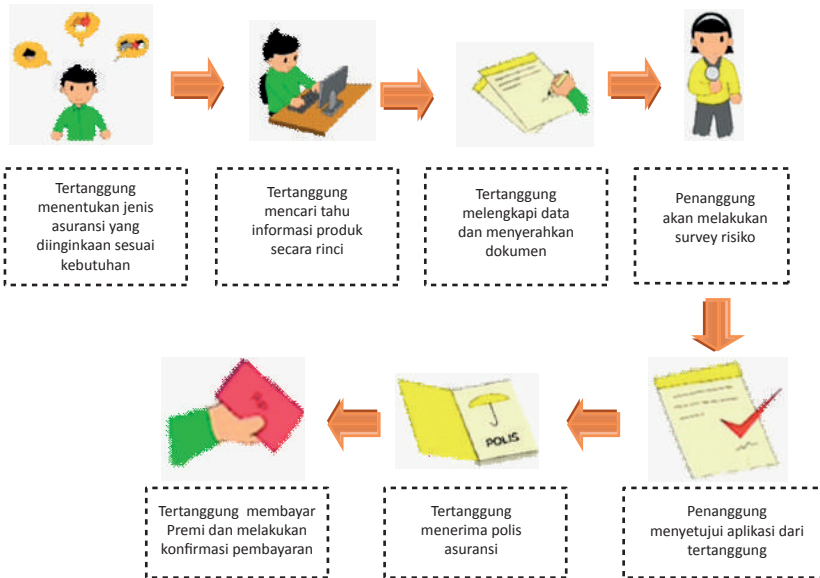 Tertanggung
menentukan jenis
asuransi yang
diinginkaan sesuai
kebutuhan
Tertanggung
mencari tahu
informasi produk
secara rinci
Tertanggung
melengkapi data
dan menyerahkan
dokumen
Penanggung
akan melakukan
survey risiko
Rp
POLIS
Tertanggung membayar
Premi dan melakukan
konfirmasi pembayaran
Tertanggung
menerima polis
asuransi
Penanggung
menyetujui aplikasi dari
tertanggung